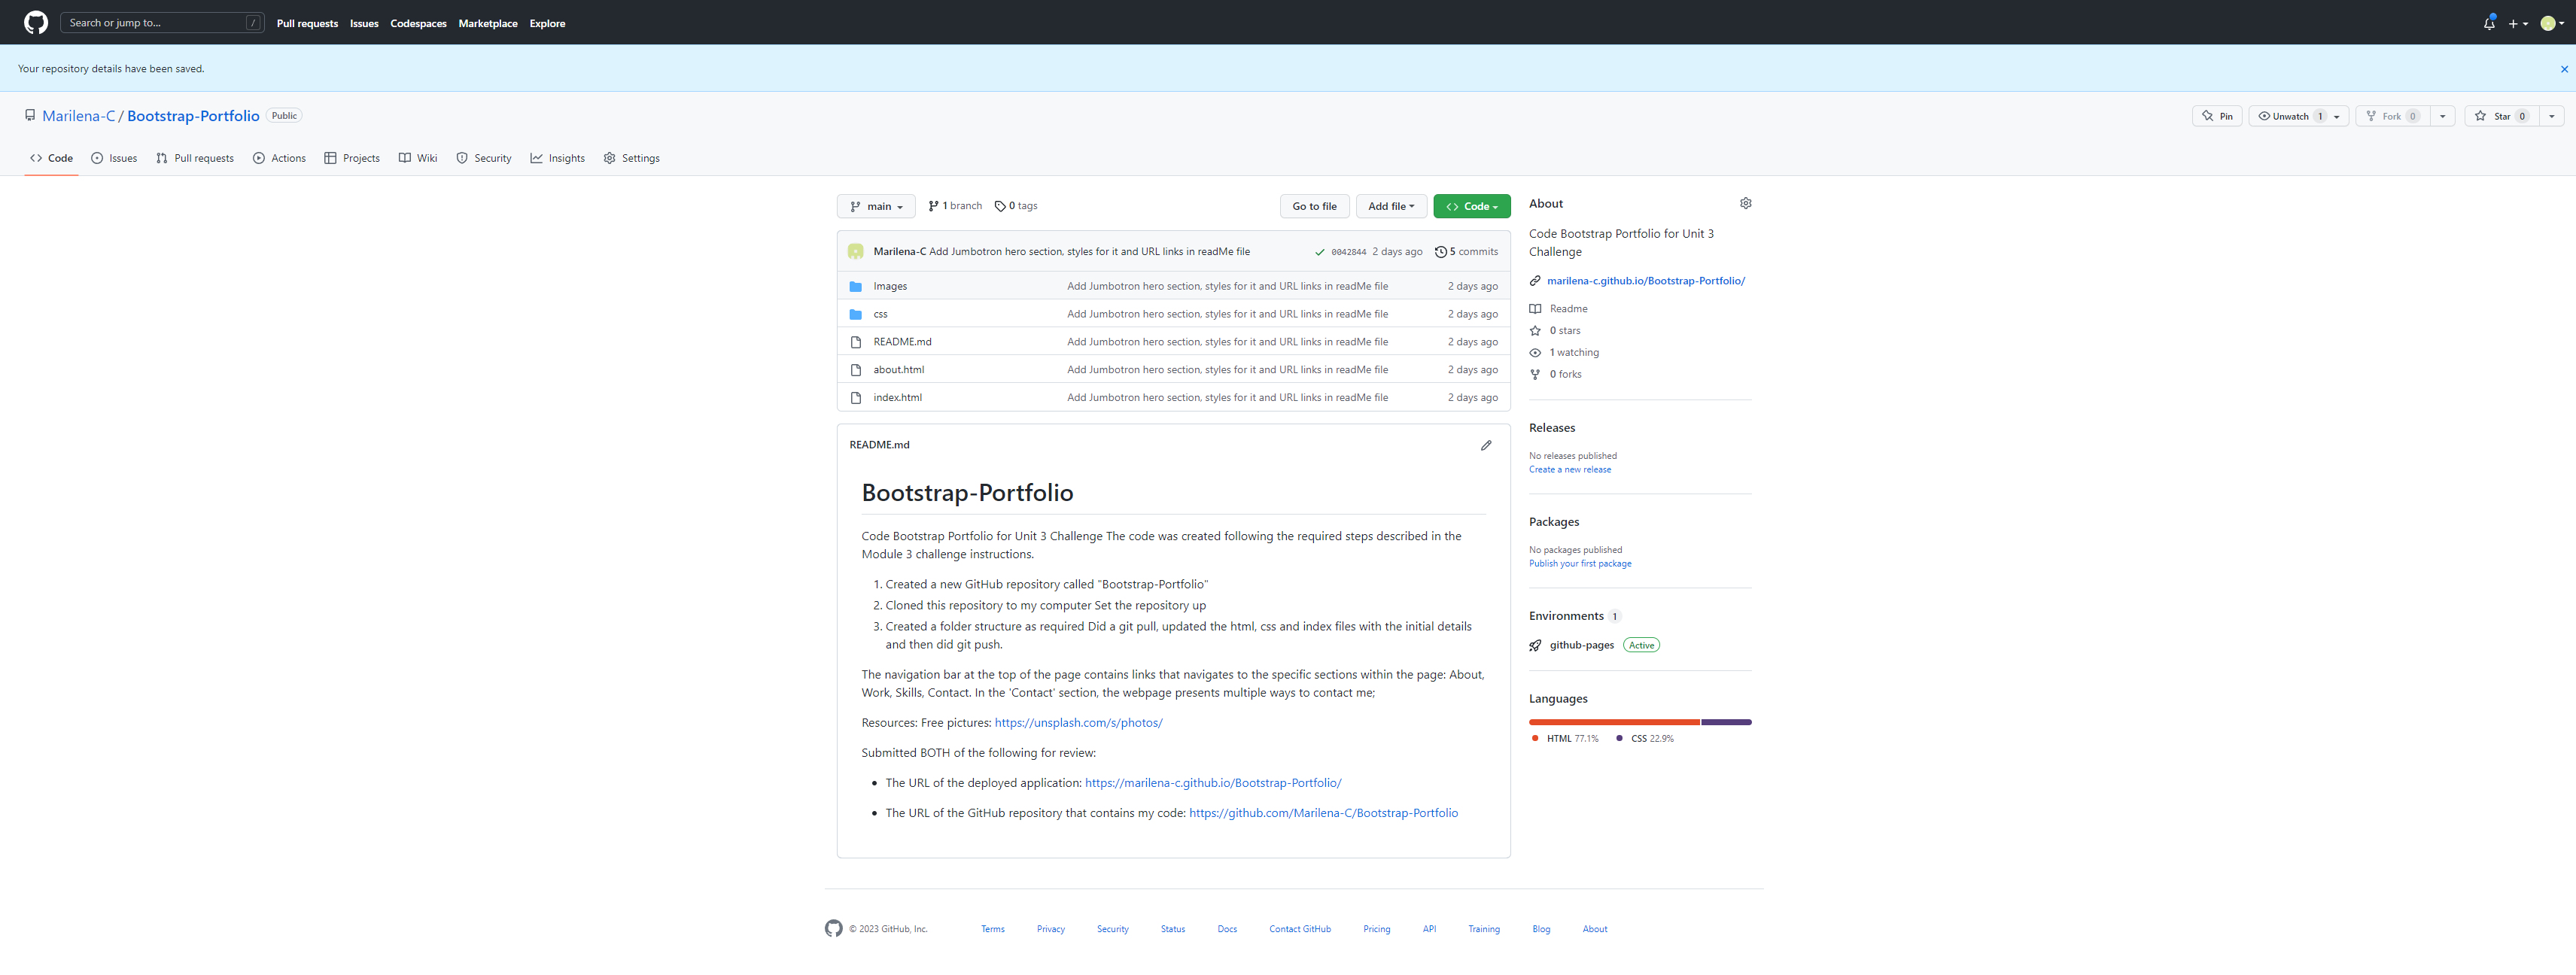 Search or jump to... /
Pull requests Issues Codespaces Marketplace Explore
Your repository details have been saved.
Marilena-C / Bootstrap-Portfolio Public
Pin Unwatch 1 Fork 0 Star 0
Code Issues Pull requests Actions Projects Wiki Security Insights Settings
main 1 branch 0 tags Go to file Add file Code
Marilena-C Add Jumbotron hero section, styles for it and URL links in readMe file 0042844 2 days ago 5 commits
Images Add Jumbotron hero section, styles for it and URL links in readMe file 2 days ago
css Add Jumbotron hero section, styles for it and URL links in readMe file 2 days ago
README.md Add Jumbotron hero section, styles for it and URL links in readMe file 2 days ago
about.html Add Jumbotron hero section, styles for it and URL links in readMe file 2 days ago
index.html Add Jumbotron hero section, styles for it and URL links in readMe file 2 days ago
README.md
Bootstrap-Portfolio
Code Bootstrap Portfolio for Unit 3 Challenge The code was created following the required steps described in the
Module 3 challenge instructions.
1. Created a new GitHub repository called "Bootstrap-Portfolio"
2. Cloned this repository to my computer Set the repository up
3. Created a folder structure as required Did a git pull, updated the html, css and index files with the initial details
and then did git push.
The navigation bar at the top of the page contains links that navigates to the specific sections within the page: About,
Work, Skills, Contact. In the 'Contact' section, the webpage presents multiple ways to contact me;
Resources: Free pictures: https://unsplash.com/s/photos/
Submitted BOTH of the following for review:
• The URL of the deployed application: https://marilena-c.github.io/Bootstrap-Portfolio/
• The URL of the GitHub repository that contains my code: https://github.com/Marilena-C/Bootstrap-Portfolio
About
Code Bootstrap Portfolio for Unit 3
Challenge
marilena-c.github.io/Bootstrap-Portfolio/
Readme
0 stars
1 watching
0 forks
Releases
No releases published
Create a new release
Packages
No packages published
Publish your first package
Environments 1
github-pages Active
Languages
HTML 77.1% CSS 22.9%
© 2023 GitHub, Inc. Terms Privacy Security Status Docs Contact GitHub Pricing API Training Blog About